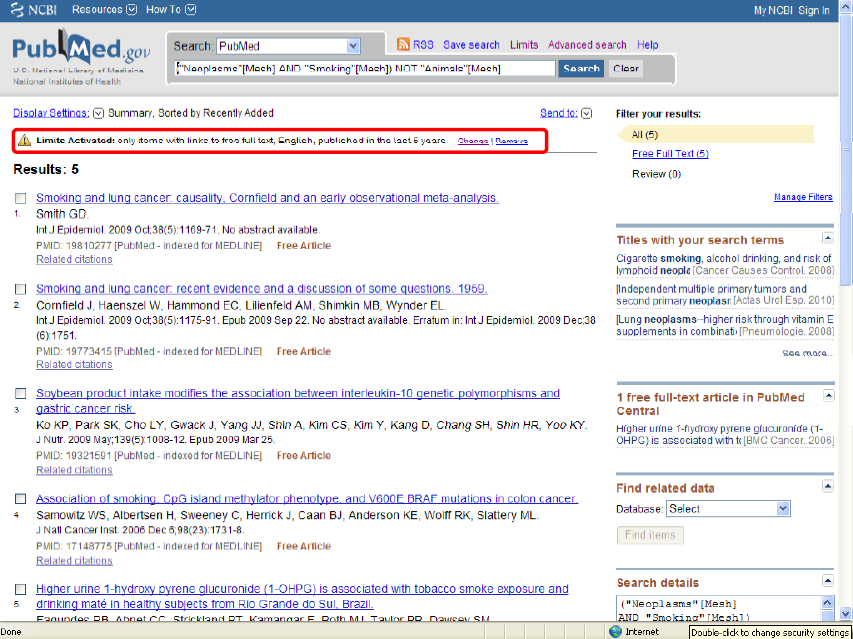 NCBI Resources How To My NCBI Sign In
PubMed.gov
U.S. National Library of Medicine
National Institutes of Health
Search: PubMed
RSS Save search Limits Advanced search Help
("Neoplasms"[Mesh] AND "Smoking"[Mesh]) NOT "Animals"[Mesh]
Search Clear
Display Settings: Summary, Sorted by Recently Added Send to:
Limits Activated: only items with links to free full text, English, published in the last 5 years Change | Remove
Results: 5
Smoking and lung cancer: causality, Cornfield and an early observational meta-analysis.
1. Smith GD.
Int J Epidemiol. 2009 Oct;38(5):1169-71. No abstract available.
PMID: 19810277 [PubMed - indexed for MEDLINE] Free Article
Related citations
Smoking and lung cancer: recent evidence and a discussion of some questions. 1959.
2. Cornfield J, Haenszel W, Hammond EC, Lilienfeld AM, Shimkin MB, Wynder EL.
Int J Epidemiol. 2009 Oct;38(5):1175-91. Epub 2009 Sep 22. No abstract available. Erratum in: Int J Epidemiol. 2009 Dec;38
(6):1751.
PMID: 19773415 [PubMed - indexed for MEDLINE] Free Article
Related citations
Soybean product intake modifies the association between interleukin-10 genetic polymorphisms and
3. gastric cancer risk.
Ko KP, Park SK, Cho LY, Gwack J, Yang JJ, Shin A, Kim CS, Kim Y, Kang D, Chang SH, Shin HR, Yoo KY.
J Nutr. 2009 May;139(5):1008-12. Epub 2009 Mar 25.
PMID: 19321591 [PubMed - indexed for MEDLINE] Free Article
Related citations
Association of smoking, CpG island methylator phenotype, and V600E BRAF mutations in colon cancer.
4. Samowitz WS, Albertsen H, Sweeney C, Herrick J, Caan BJ, Anderson KE, Wolff RK, Slattery ML.
J Natl Cancer Inst. 2006 Dec 6;98(23):1731-8.
PMID: 17148775 [PubMed - indexed for MEDLINE] Free Article
Related citations
Higher urine 1-hydroxy pyrene glucuronide (1-OHPG) is associated with tobacco smoke exposure and
5. drinking maté in healthy subjects from Rio Grande do Sul, Brazil.
Fagundes RB, Abnet CC, Strickland PT, Kamangar F, Roth MJ, Taylor PR, Dawsey SM.
Filter your results:
All (5)
Free Full Text (5)
Review (0)
Manage Filters
Titles with your search terms
Cigarette smoking, alcohol drinking, and risk of
lymphoid neopla [Cancer Causes Control. 2008]
[Independent multiple primary tumors and
second primary neoplasn [Actas Urol Esp. 2010]
[Lung neoplasms--higher risk through vitamin E
supplements in combinatio [Pneumologie. 2008]
See more...
1 free full-text article in PubMed
Central
Higher urine 1-hydroxy pyrene glucuronide (1-
OHPG) is associated with to [BMC Cancer. 2006]
Find related data
Database: Select
Find items
Search details
("Neoplasms"[Mesh]
AND "Smoking"[Mesh])
Done Internet Double-click to change security settings